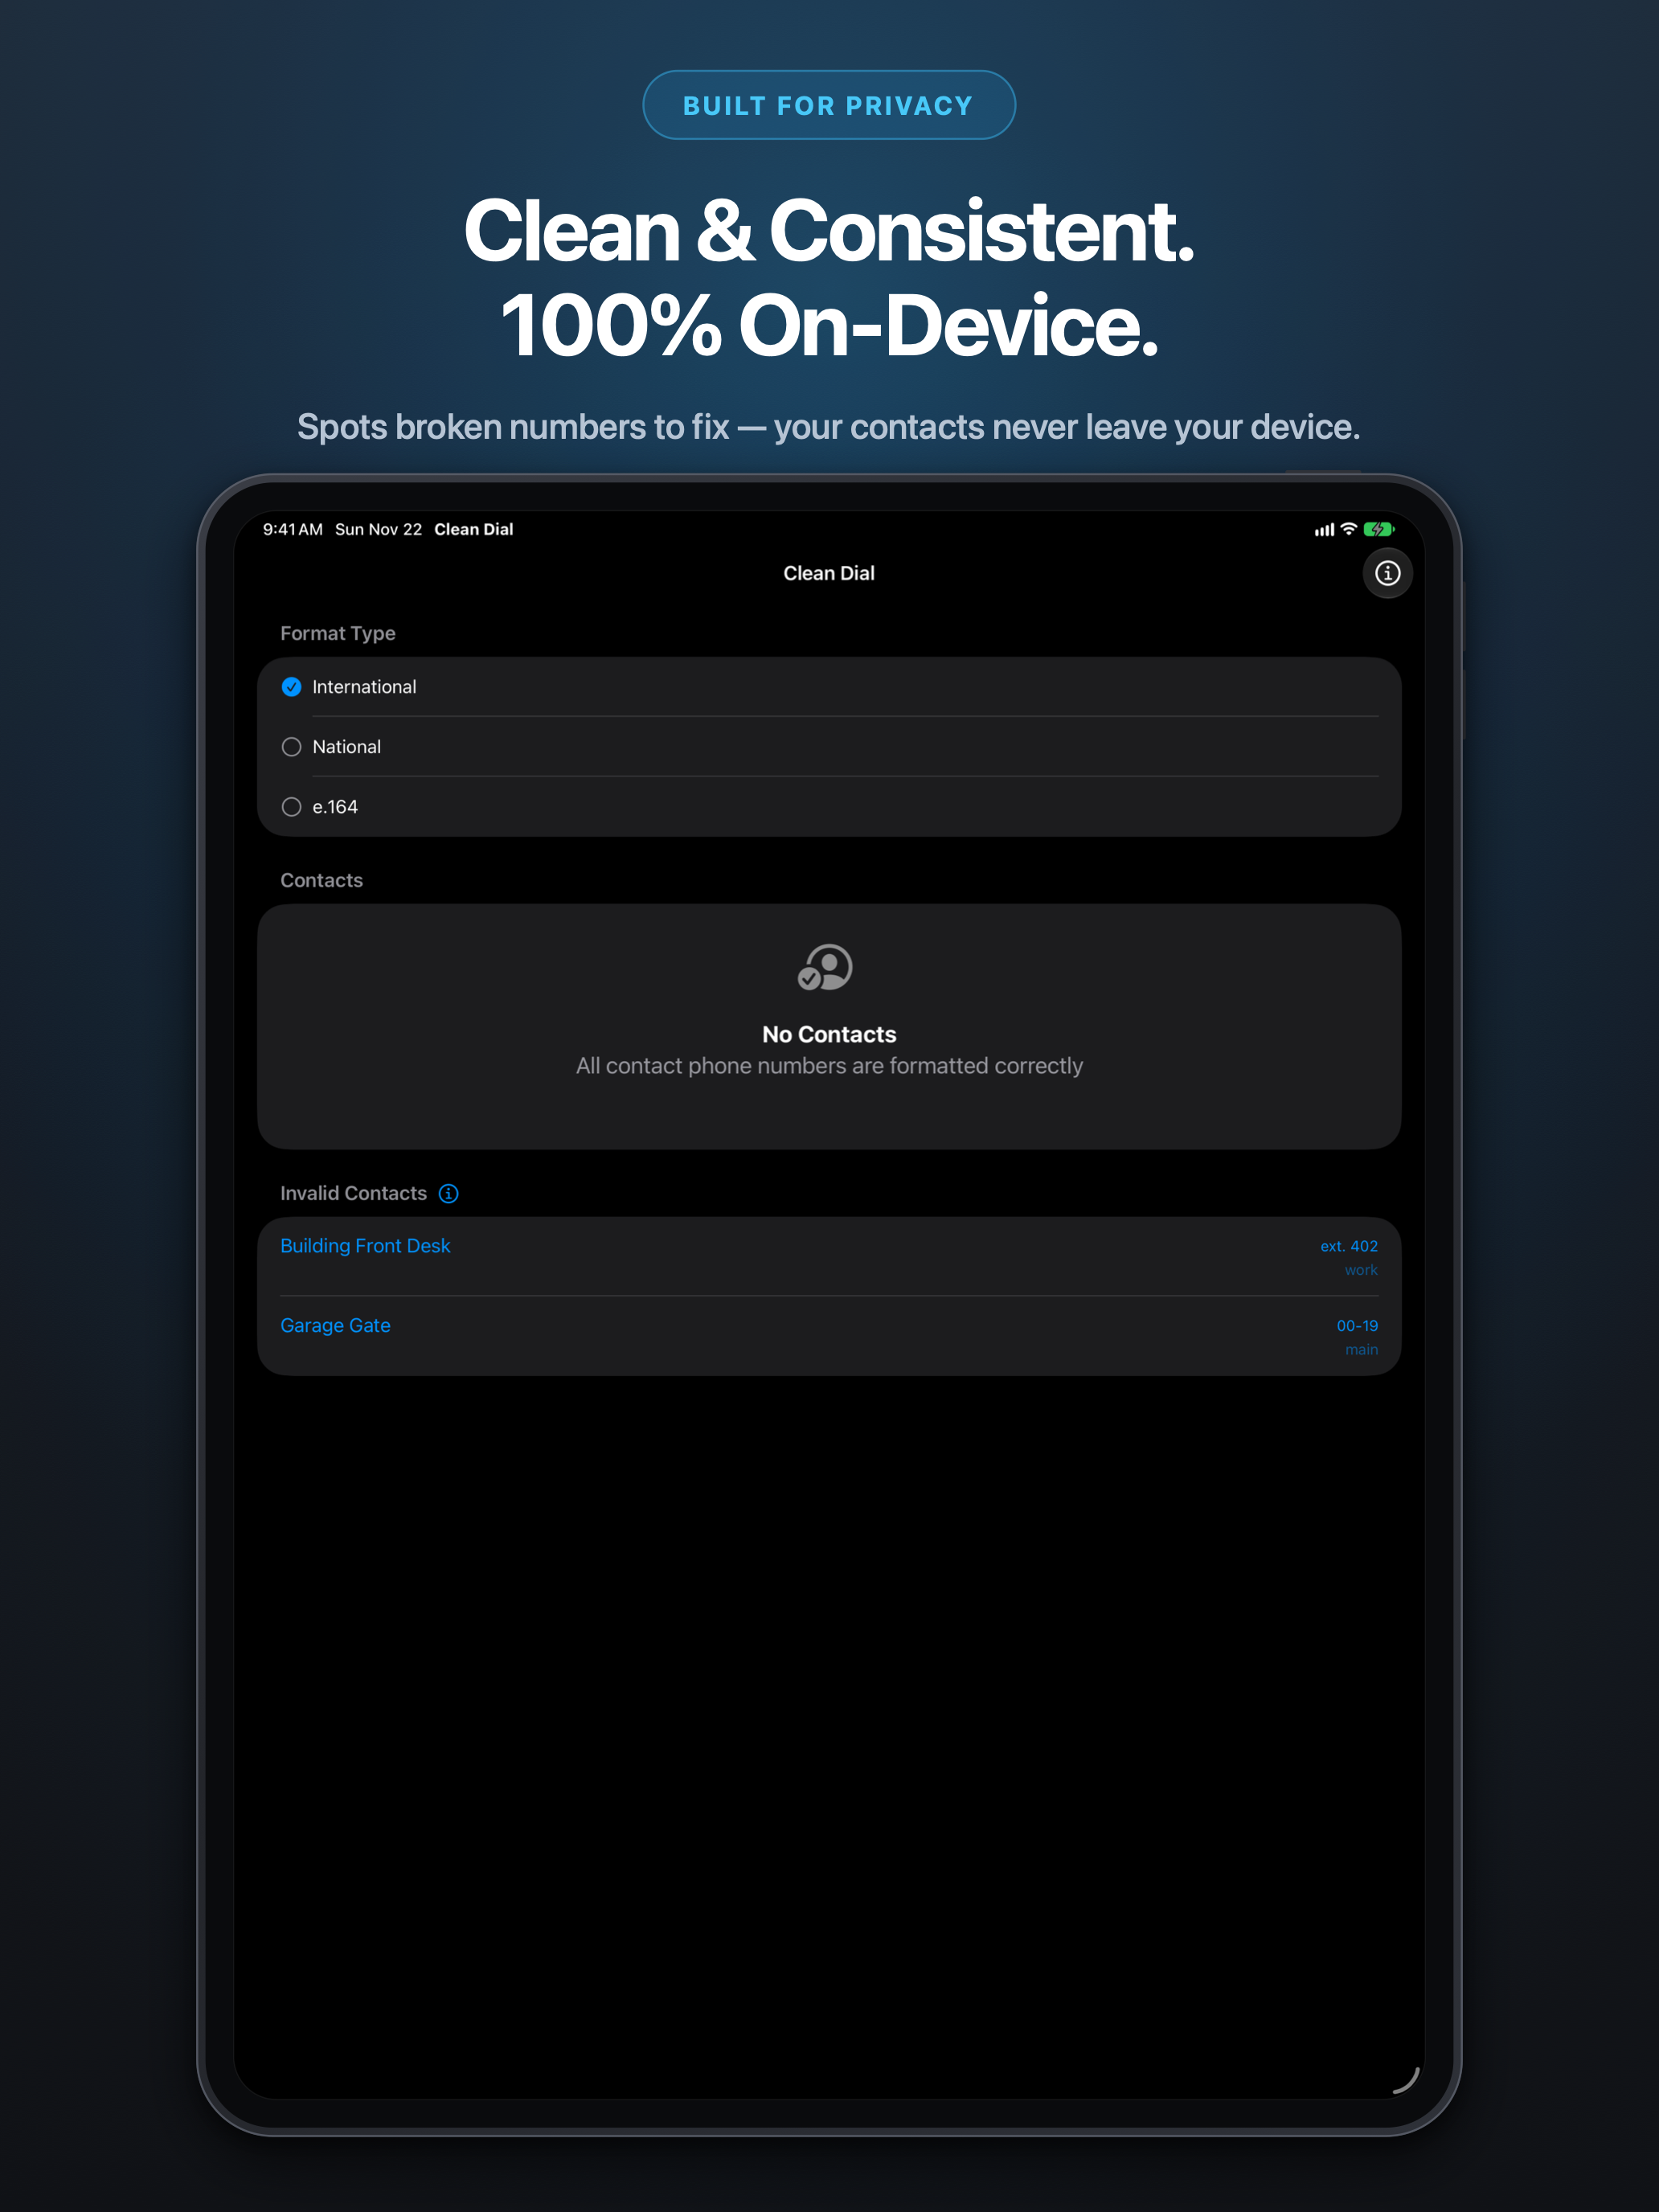 BUILT FOR PRIVACY
Clean & Consistent.
100% On-Device.
Spots broken numbers to fix — your contacts never leave your device.
9:41 AM Sun Nov 22 Clean Dial
Clean Dial
Format Type
International
National
e.164
Contacts
No Contacts
All contact phone numbers are formatted correctly
Invalid Contacts
Building Front Desk ext. 402
work
Garage Gate 00-19
main